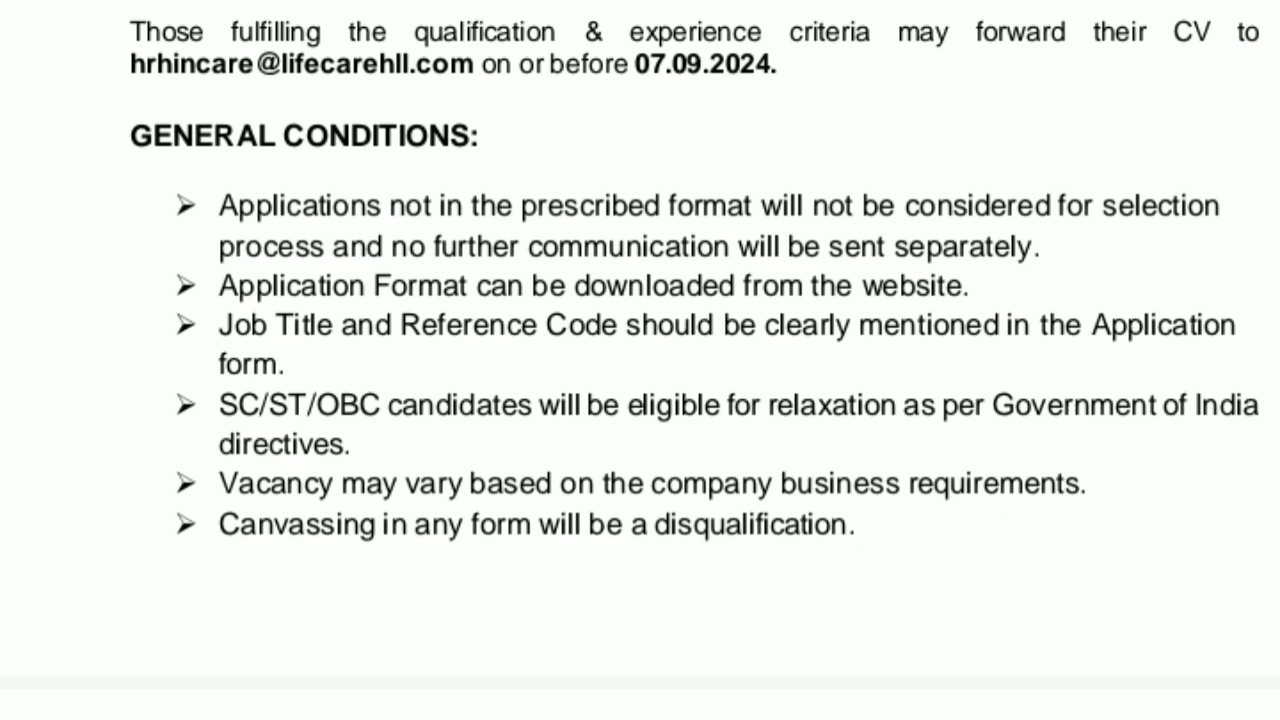 Those fulfilling the qualification & experience criteria may forward their CV to
hrhincare@lifecarehll.com on or before 07.09.2024.
GENERAL CONDITIONS:
➢ Applications not in the prescribed format will not be considered for selection
process and no further communication will be sent separately.
➢ Application Format can be downloaded from the website.
➢ Job Title and Reference Code should be clearly mentioned in the Application
form.
➢ SC/ST/OBC candidates will be eligible for relaxation as per Government of India
directives.
➢ Vacancy may vary based on the company business requirements.
➢ Canvassing in any form will be a disqualification.